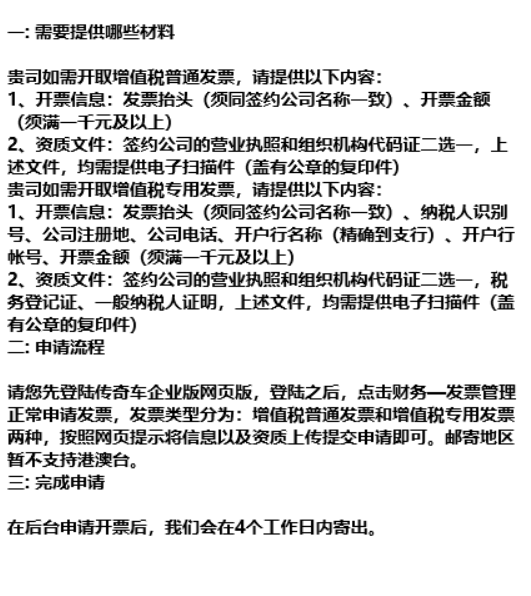 一: 需要提供哪些材料
贵司如需开取增值税普通发票，请提供以下内容：
1、开票信息：发票抬头（须同签约公司名称一致）、开票金额
（须满一千元及以上）
2、资质文件：签约公司的营业执照和组织机构代码证二选一，上
述文件，均需提供电子扫描件（盖有公章的复印件）
贵司如需开取增值税专用发票，请提供以下内容：
1、开票信息：发票抬头（须同签约公司名称一致）、纳税人识别
号、公司注册地、公司电话、开户行名称（精确到支行）、开户行
帐号、开票金额（须满一千元及以上）
2、资质文件：签约公司的营业执照和组织机构代码证二选一，税
务登记证、一般纳税人证明，上述文件，均需提供电子扫描件（盖
有公章的复印件）
二: 申请流程
请您先登陆传奇车企业版网页版，登陆之后，点击财务—发票管理
正常申请发票，发票类型分为：增值税普通发票和增值税专用发票
两种，按照网页提示将信息以及资质上传提交申请即可。邮寄地区
暂不支持港澳台。
三: 完成申请
在后台申请开票后，我们会在4个工作日内寄出。